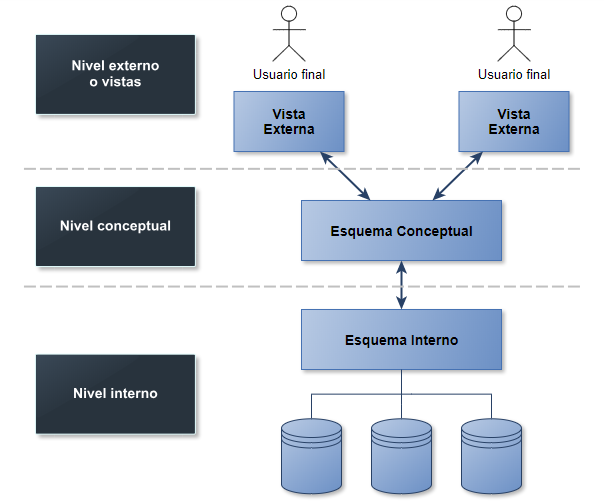 Nivel externo
o vistas
Usuario final
Usuario final
Vista
Externa
Vista
Externa
Nivel conceptual
Esquema Conceptual
Esquema Interno
Nivel interno